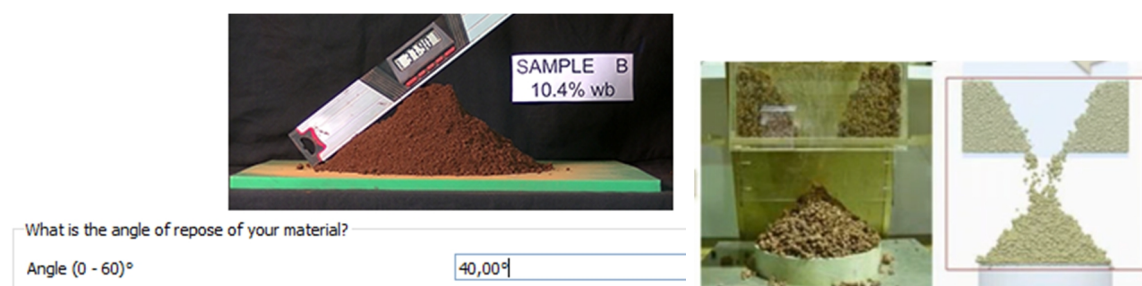 SAMPLE B
10.4% wb
What is the angle of repose of your material?
Angle (0 - 60)°
40,00°